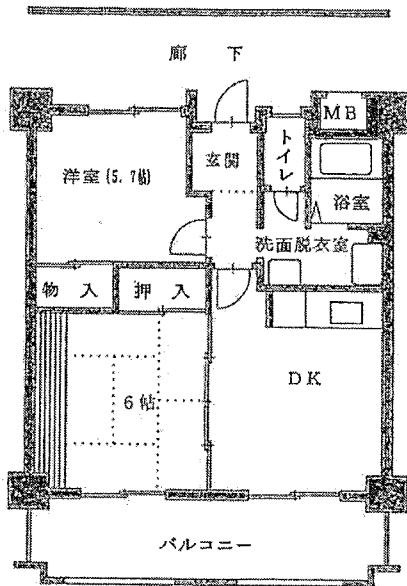 廊 下
MB
トイレ
玄関
洋室(5.7帖)
浴室
洗面脱衣室
物入
押入
DK
6帖
バルコニー